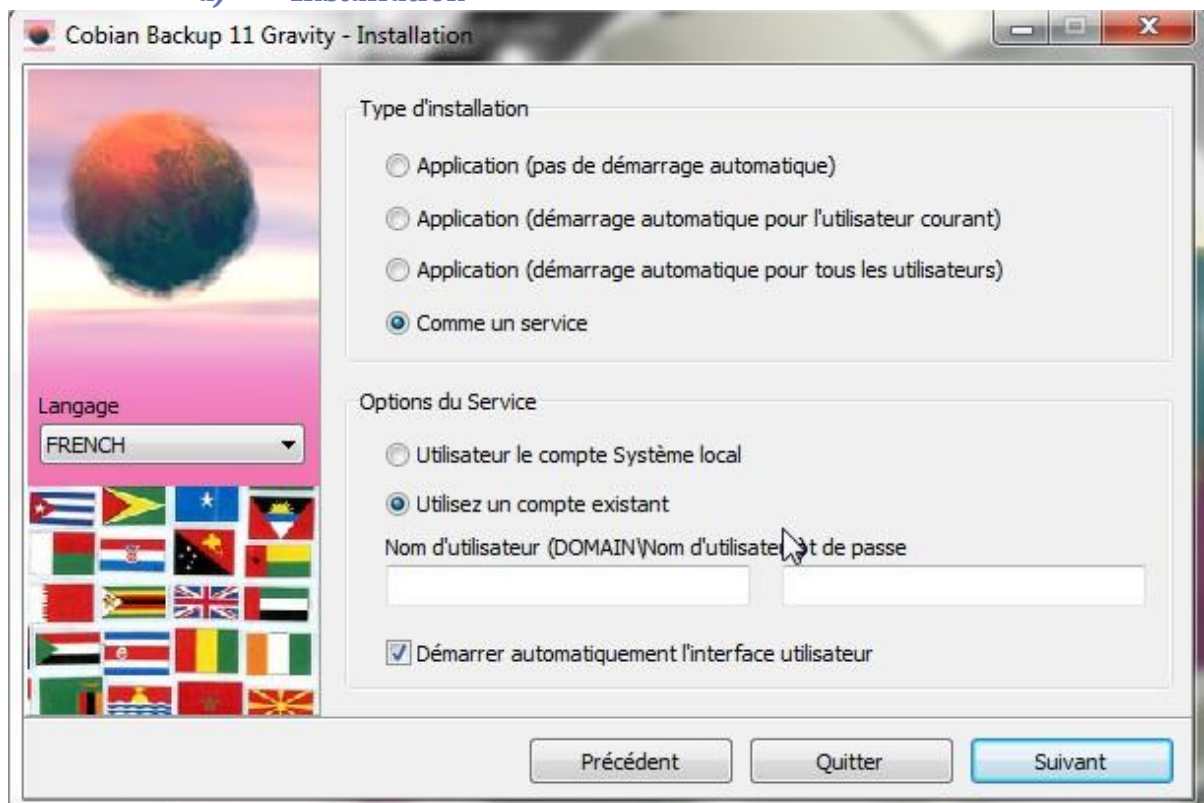 Installation
Cobian Backup 11 Gravity - Installation
Type d'installation
Application (pas de démarrage automatique)
Application (démarrage automatique pour l'utilisateur courant)
Application (démarrage automatique pour tous les utilisateurs)
Comme un service
Langage
FRENCH
Options du Service
Utilisateur le compte Système local
Utilisez un compte existant
Nom d'utilisateur (DOMAIN\Nom d'utilisate t de passe
Démarrer automatiquement l'interface utilisateur
Précédent Quitter Suivant